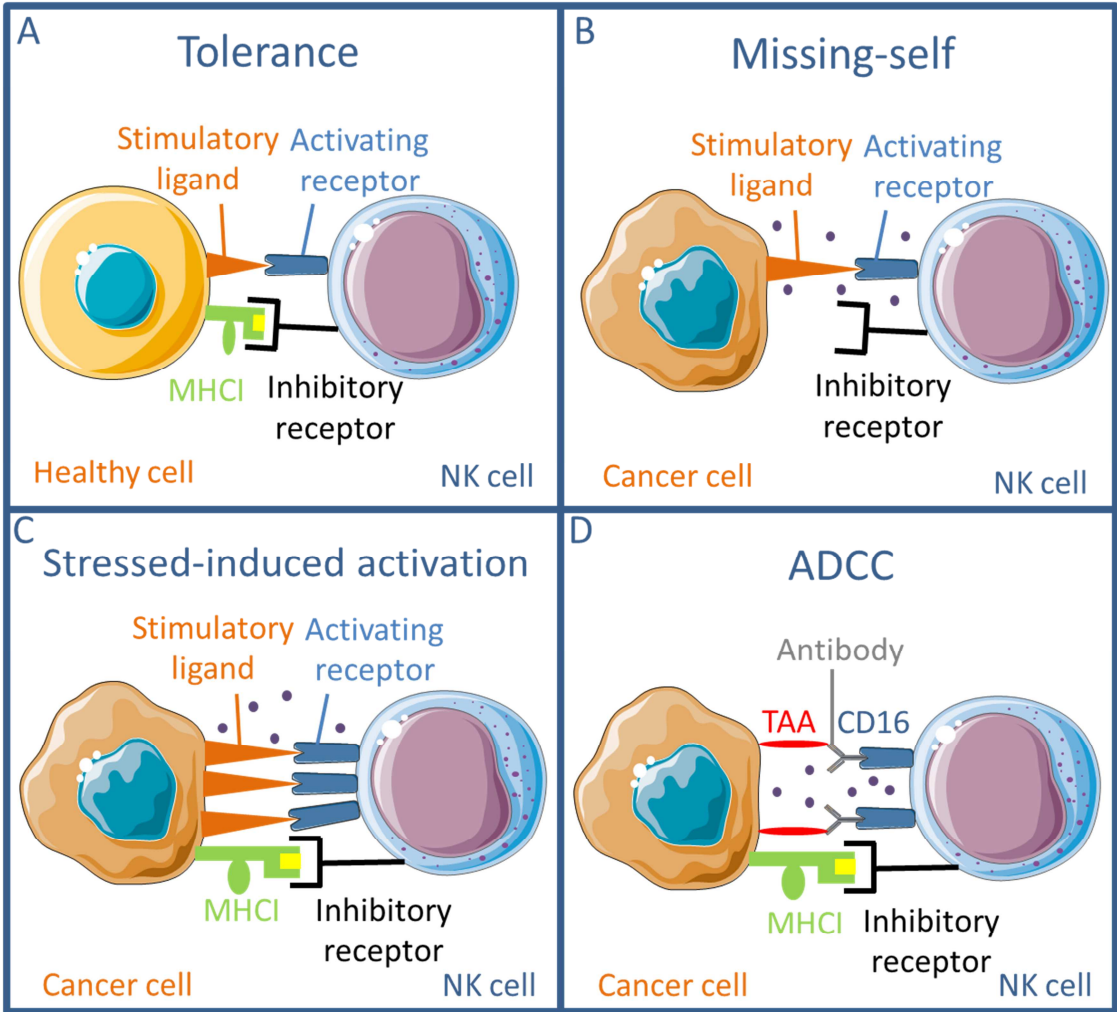 A
Tolerance
Stimulatory
ligand
Activating
receptor
MHCI
Inhibitory
receptor
Healthy cell
NK cell
B
Missing-self
Stimulatory
ligand
Activating
receptor
Inhibitory
receptor
Cancer cell
NK cell
C
Stressed-induced activation
Stimulatory
ligand
Activating
receptor
MHCI
Inhibitory
receptor
Cancer cell
NK cell
D
ADCC
Antibody
TAA
CD16
MHCI
Inhibitory
receptor
Cancer cell
NK cell